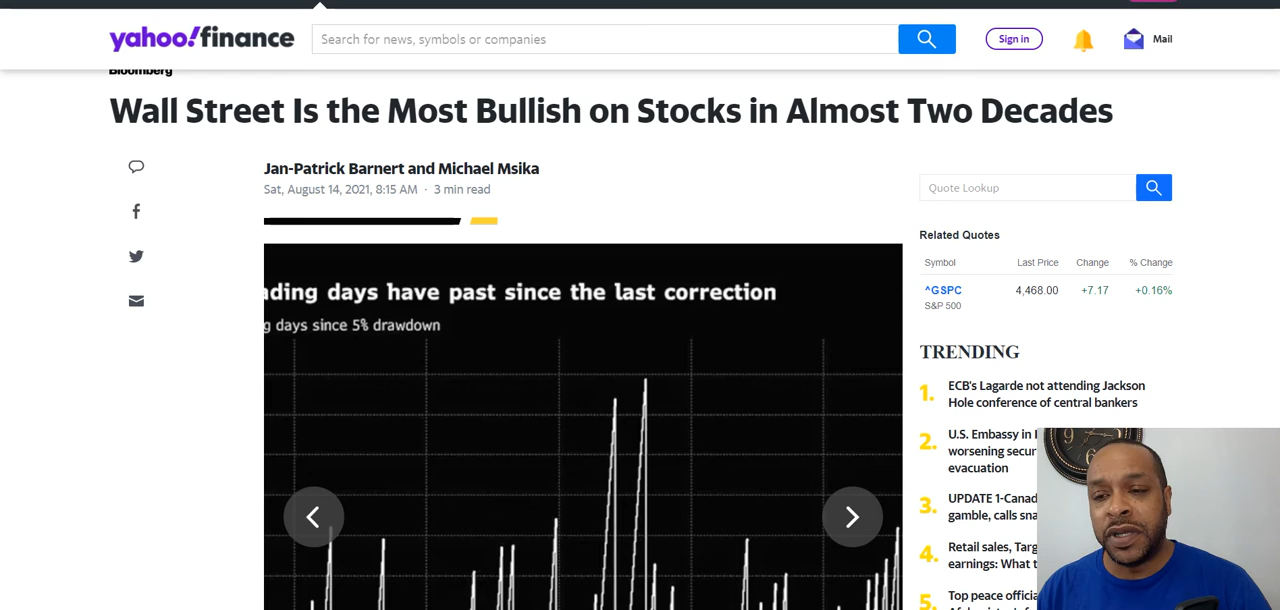 yahoo!finance
Search for news, symbols or companies
Sign in
Mail
Bloomberg
Wall Street Is the Most Bullish on Stocks in Almost Two Decades
Jan-Patrick Barnert and Michael Msika
Sat, August 14, 2021, 8:15 AM · 3 min read
ading days have past since the last correction
g days since 5% drawdown
Quote Lookup
Related Quotes
Symbol Last Price Change % Change
^GSPC 4,468.00 +7.17 +0.16%
S&P 500
TRENDING
1. ECB's Lagarde not attending Jackson
Hole conference of central bankers
2. U.S. Embassy in
worsening secur
evacuation
3. UPDATE 1-Canad
gamble, calls sna
4. Retail sales, Targ
earnings: What t
5. Top peace officia